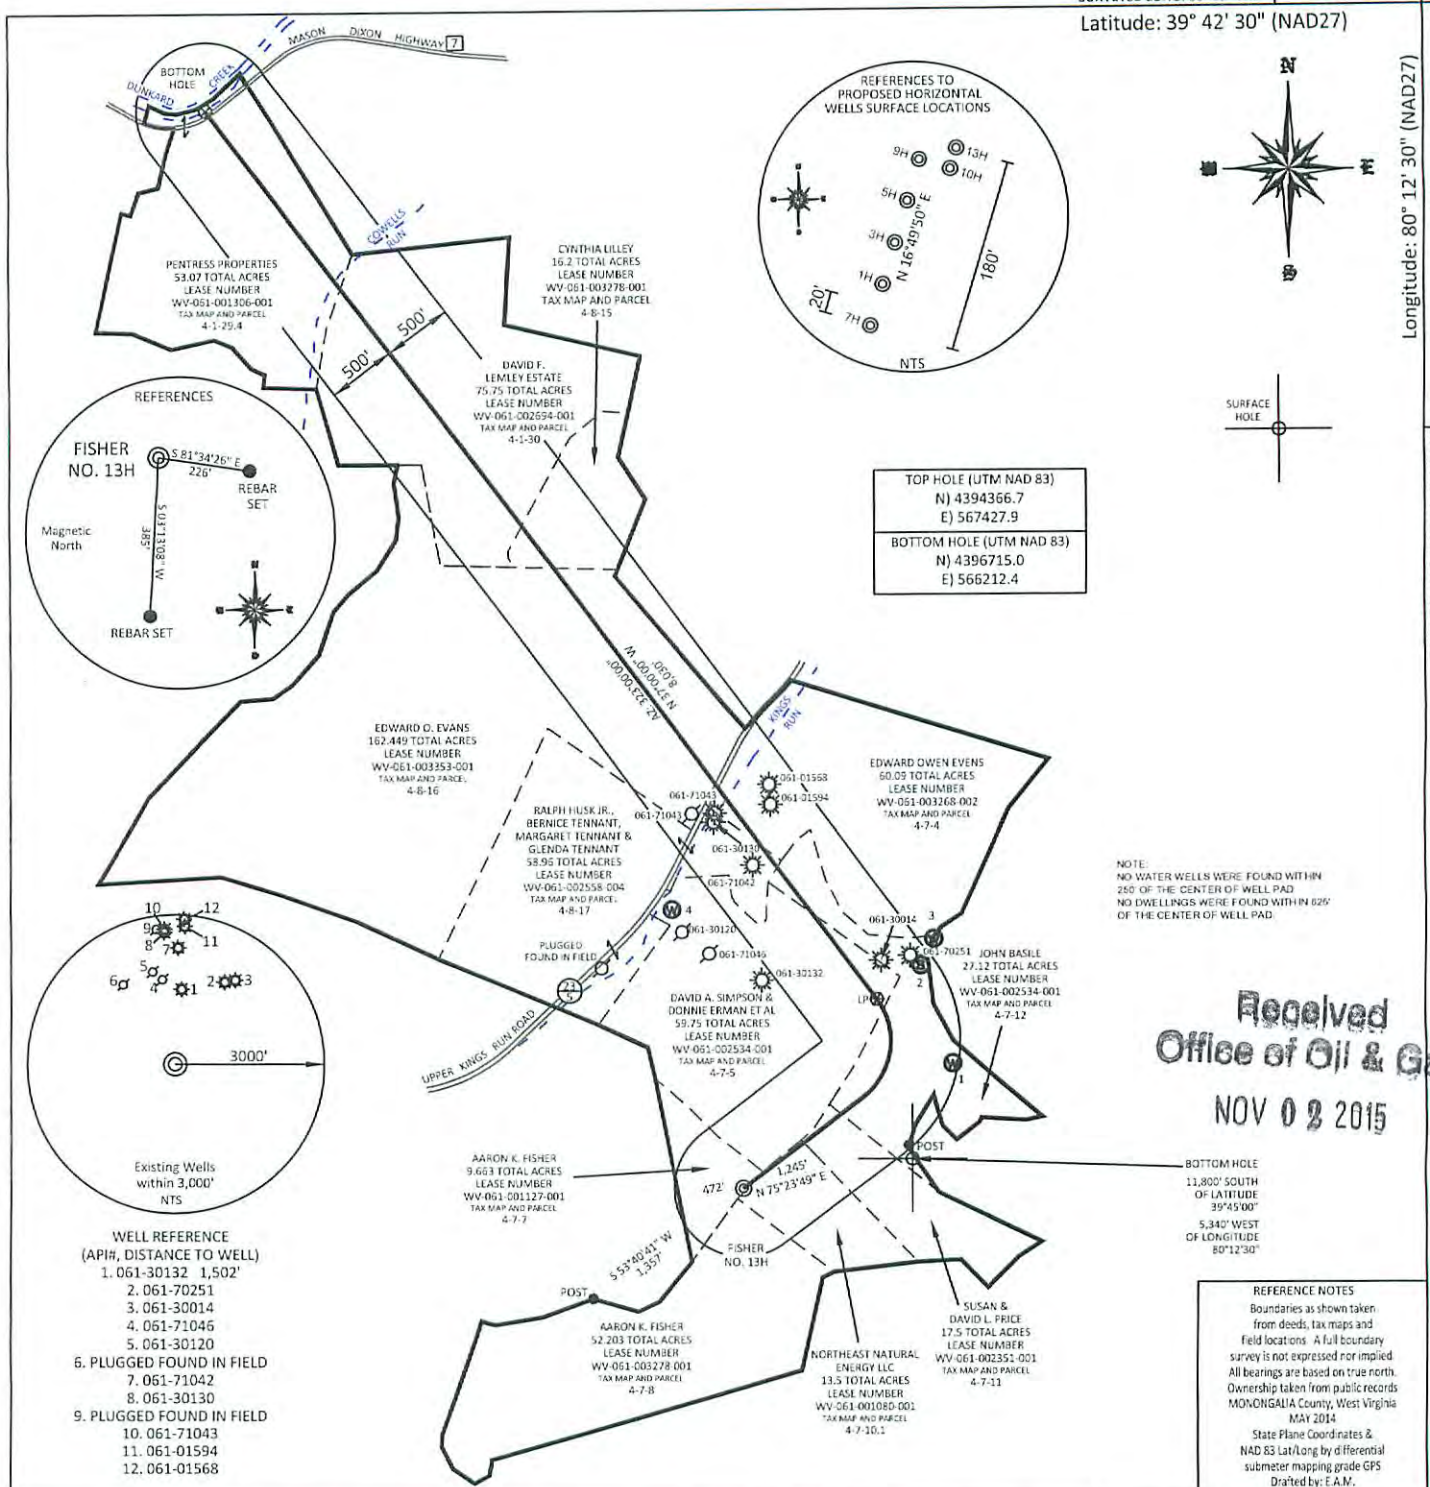 Latitude: 39° 42' 30" (NAD27)
Longitude: 80° 12' 30" (NAD27)
MASON DIXON HIGHWAY 7
BOTTOM
HOLE
DUNKARD CREEK
REFERENCES TO
PROPOSED HORIZONTAL
WELLS SURFACE LOCATIONS
9H
13H
10H
5H
3H
1H
7H
N 16°49'50" E
180'
20'
NTS
N
E
S
COWELLS
RUN
PENTRESS PROPERTIES
53.07 TOTAL ACRES
LEASE NUMBER
WV-061-001306-001
TAX MAP AND PARCEL
4-1-29.4
CYNTHIA LILLEY
16.2 TOTAL ACRES
LEASE NUMBER
WV-061-003278-001
TAX MAP AND PARCEL
4-8-15
500'
500'
DAVID F.
LEMLEY ESTATE
75.75 TOTAL ACRES
LEASE NUMBER
WV-061-002694-001
TAX MAP AND PARCEL
4-1-30
REFERENCES
FISHER
NO. 13H
S 81°34'26" E
226'
REBAR
SET
S 03°13'08" W
385'
Magnetic
North
REBAR SET
SURFACE
HOLE
TOP HOLE (UTM NAD 83)
N) 4394366.7
E) 567427.9
BOTTOM HOLE (UTM NAD 83)
N) 4396715.0
E) 566212.4
AZ. 323°00'00"
N 37°00'00" W
8,030'
KINGS
RUN
EDWARD O. EVANS
162.449 TOTAL ACRES
LEASE NUMBER
WV-061-003353-001
TAX MAP AND PARCEL
4-8-16
EDWARD OWEN EVENS
60.09 TOTAL ACRES
LEASE NUMBER
WV-061-003268-002
TAX MAP AND PARCEL
4-7-4
061-01568
061-01594
061-71043
061-71043
061-30130
061-71042
RALPH HUSK JR.,
BERNICE TENNANT,
MARGARET TENNANT &
GLENDA TENNANT
58.96 TOTAL ACRES
LEASE NUMBER
WV-061-002558-004
TAX MAP AND PARCEL
4-8-17
NOTE:
NO WATER WELLS WERE FOUND WITHIN
250' OF THE CENTER OF WELL PAD
NO DWELLINGS WERE FOUND WITHIN 625'
OF THE CENTER OF WELL PAD.
W 4
061-30120
061-71046
061-30132
061-30014
3
061-70251
2
W 1
LP
PLUGGED
FOUND IN FIELD
23
5
UPPER KINGS RUN ROAD
JOHN BASILE
27.12 TOTAL ACRES
LEASE NUMBER
WV-061-002534-001
TAX MAP AND PARCEL
4-7-12
DAVID A. SIMPSON &
DONNIE ERMAN ET AL
59.75 TOTAL ACRES
LEASE NUMBER
WV-061-002534-001
TAX MAP AND PARCEL
4-7-5
Received
Office of Oil & Ga
NOV 02 2015
10
12
9
8
7
11
6
5
4
1
2
3
3000'
Existing Wells
within 3,000'
NTS
AARON K. FISHER
9.663 TOTAL ACRES
LEASE NUMBER
WV-061-001127-001
TAX MAP AND PARCEL
4-7-7
472'
1,245'
N 75°23'49" E
POST
BOTTOM HOLE
11,800' SOUTH
OF LATITUDE
39°45'00"
5,340' WEST
OF LONGITUDE
80°12'30"
FISHER
NO. 13H
S 53°40'41" W
1,357'
POST
WELL REFERENCE
(API#, DISTANCE TO WELL)
1. 061-30132 1,502'
2. 061-70251
3. 061-30014
4. 061-71046
5. 061-30120
6. PLUGGED FOUND IN FIELD
7. 061-71042
8. 061-30130
9. PLUGGED FOUND IN FIELD
10. 061-71043
11. 061-01594
12. 061-01568
AARON K. FISHER
52.203 TOTAL ACRES
LEASE NUMBER
WV-061-003278 001
TAX MAP AND PARCEL
4-7-8
NORTHEAST NATURAL
ENERGY LLC
13.5 TOTAL ACRES
LEASE NUMBER
WV-061-001080-001
TAX MAP AND PARCEL
4-7-10.1
SUSAN &
DAVID L. PRICE
17.5 TOTAL ACRES
LEASE NUMBER
WV-061-002351-001
TAX MAP AND PARCEL
4-7-11
REFERENCE NOTES
Boundaries as shown taken
from deeds, tax maps and
field locations. A full boundary
survey is not expressed nor implied.
All bearings are based on true north.
Ownership taken from public records
MONONGALIA County, West Virginia
MAY 2014
State Plane Coordinates &
NAD 83 Lat/Long by differential
submeter mapping grade GPS
Drafted by: E.A.M.